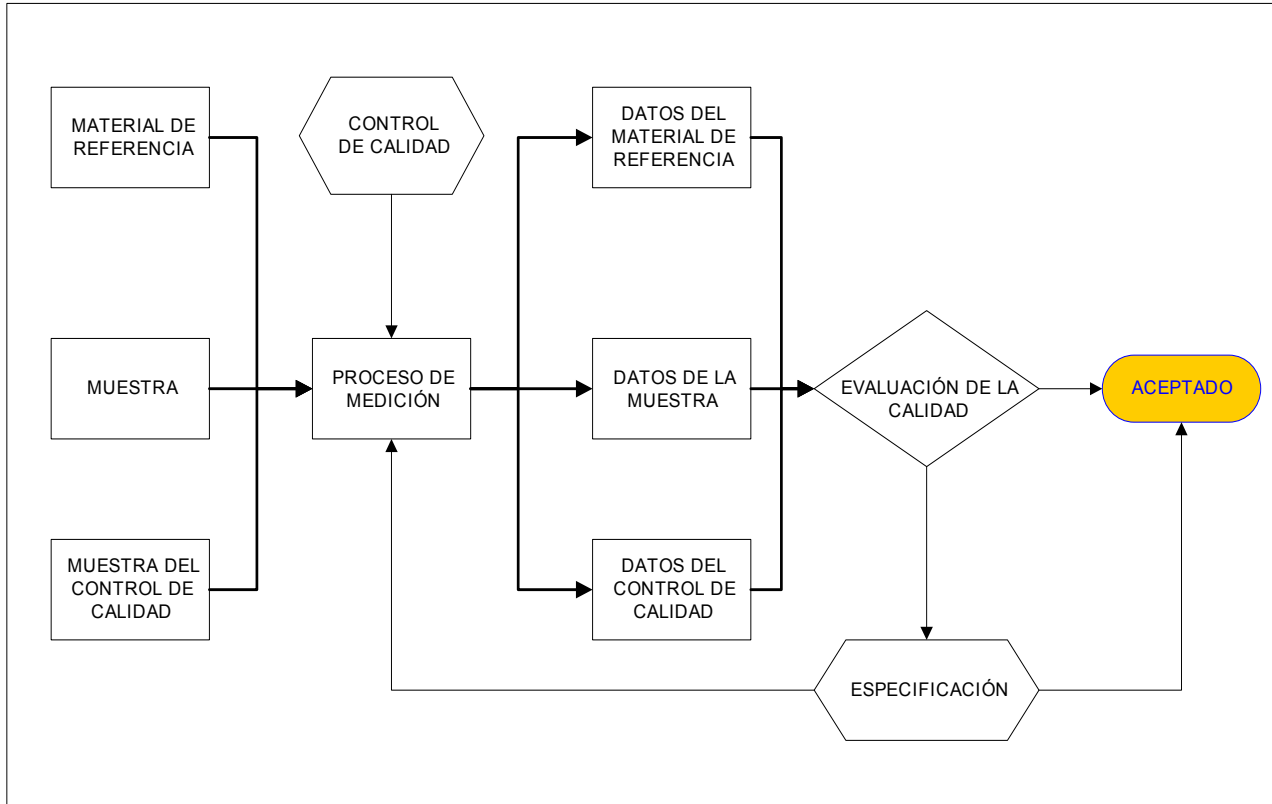 MATERIAL DE
REFERENCIA
CONTROL
DE CALIDAD
DATOS DEL
MATERIAL DE
REFERENCIA
MUESTRA
PROCESO DE
MEDICIÓN
DATOS DE LA
MUESTRA
EVALUACIÓN DE LA
CALIDAD
ACEPTADO
MUESTRA DEL
CONTROL DE
CALIDAD
DATOS DEL
CONTROL DE
CALIDAD
ESPECIFICACIÓN